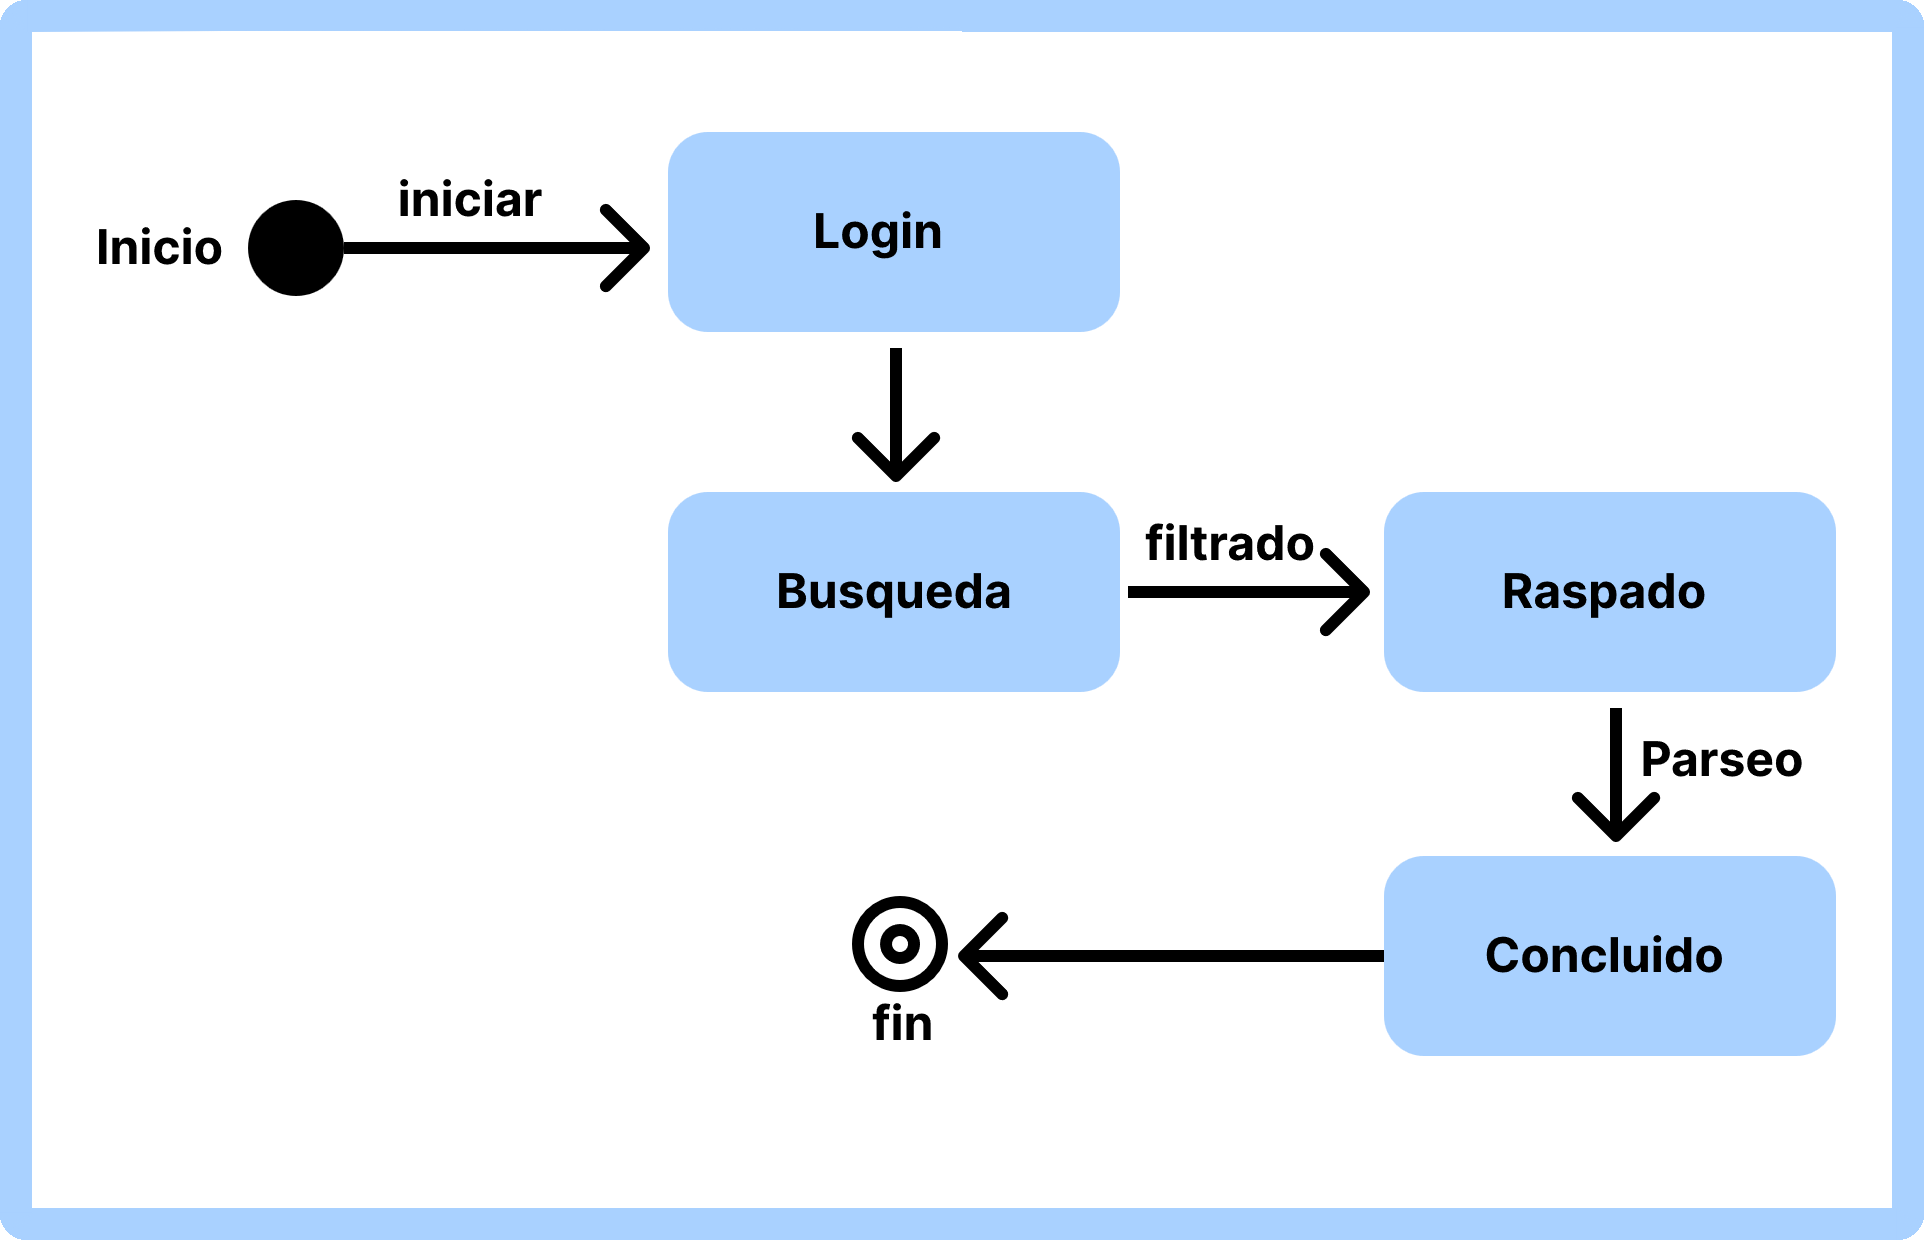 iniciar
Inicio
Login
Busqueda
filtrado
Raspado
Parseo
Concluido
fin